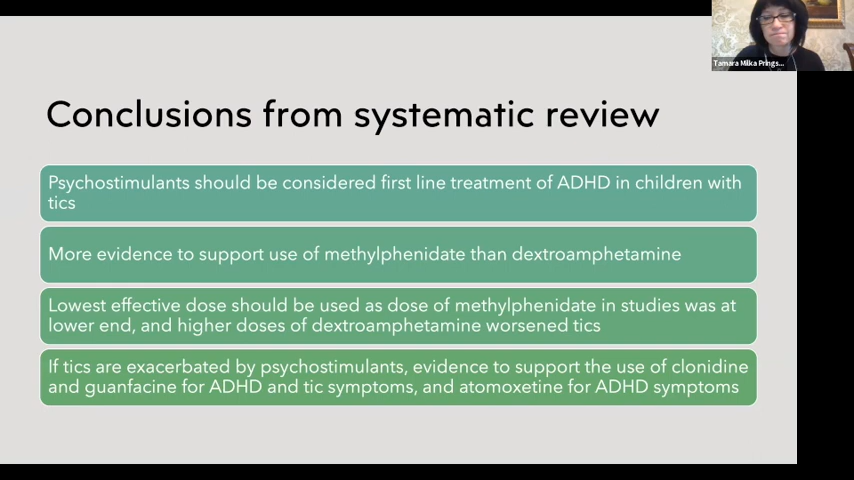 Tamara Milka Prings...
Conclusions from systematic review
Psychostimulants should be considered first line treatment of ADHD in children with
tics
More evidence to support use of methylphenidate than dextroamphetamine
Lowest effective dose should be used as dose of methylphenidate in studies was at
lower end, and higher doses of dextroamphetamine worsened tics
If tics are exacerbated by psychostimulants, evidence to support the use of clonidine
and guanfacine for ADHD and tic symptoms, and atomoxetine for ADHD symptoms